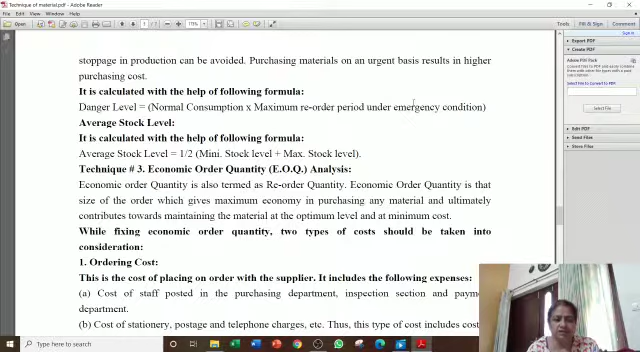 Technique of material.pdf - Adobe Reader
File Edit View Window Help
Open
Tools Fill & Sign Comment
stoppage in production can be avoided. Purchasing materials on an urgent basis results in higher
purchasing cost.
It is calculated with the help of following formula:
Danger Level = (Normal Consumption x Maximum re-order period under emergency condition)
Average Stock Level:
It is calculated with the help of following formula:
Average Stock Level = 1/2 (Mini. Stock level + Max. Stock level).
Technique # 3. Economic Order Quantity (E.O.Q.) Analysis:
Economic order Quantity is also termed as Re-order Quantity. Economic Order Quantity is that
size of the order which gives maximum economy in purchasing any material and ultimately
contributes towards maintaining the material at the optimum level and at minimum cost.
While fixing economic order quantity, two types of costs should be taken into
consideration:
1. Ordering Cost:
This is the cost of placing on order with the supplier. It includes the following expenses:
(a) Cost of staff posted in the purchasing department, inspection section and payme
department.
(b) Cost of stationery, postage and telephone charges, etc. Thus, this type of cost includes cost
Sign In
Export PDF
Create PDF
Adobe PDF Pack
Select File
Edit PDF
Send Files
Store Files
Type here to search